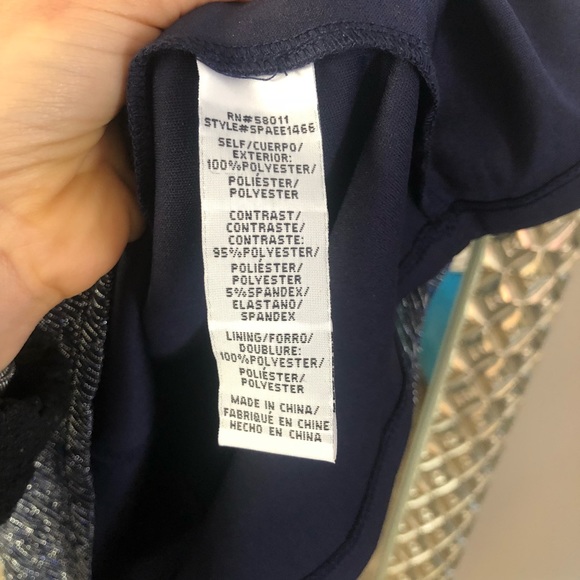 RN#58011
STYLE#SPAEE1466
SELF/CUERPO/
EXTERIOR:
100%POLYESTER/
POLIÉSTER/
POLYESTER
CONTRAST/
CONTRASTE/
CONTRASTE:
95%POLYESTER/
POLIÉSTER/
POLYESTER
5%SPANDEX/
ELASTANO/
SPANDEX
LINING/FORRO/
DOUBLURE:
100%POLYESTER/
POLIÉSTER/
POLYESTER
MADE IN CHINA/
FABRIQUÉ EN CHINE
HECHO EN CHINA